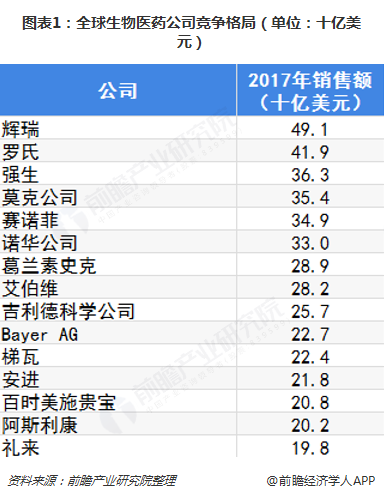 图表1：全球生物医药公司竞争格局（单位：十亿美
元）
公司 2017年销售额
（十亿美元）
辉瑞 49.1
罗氏 41.9
强生 36.3
莫克公司 35.4
赛诺菲 34.9
诺华公司 33.0
葛兰素史克 28.9
艾伯维 28.2
吉利德科学公司 25.7
Bayer AG 22.7
梯瓦 22.4
安进 21.8
百时美施贵宝 20.8
阿斯利康 20.2
礼来 19.8
资料来源：前瞻产业研究院整理 @前瞻经济学人APP
前瞻产业研究院
前瞻产业研究院